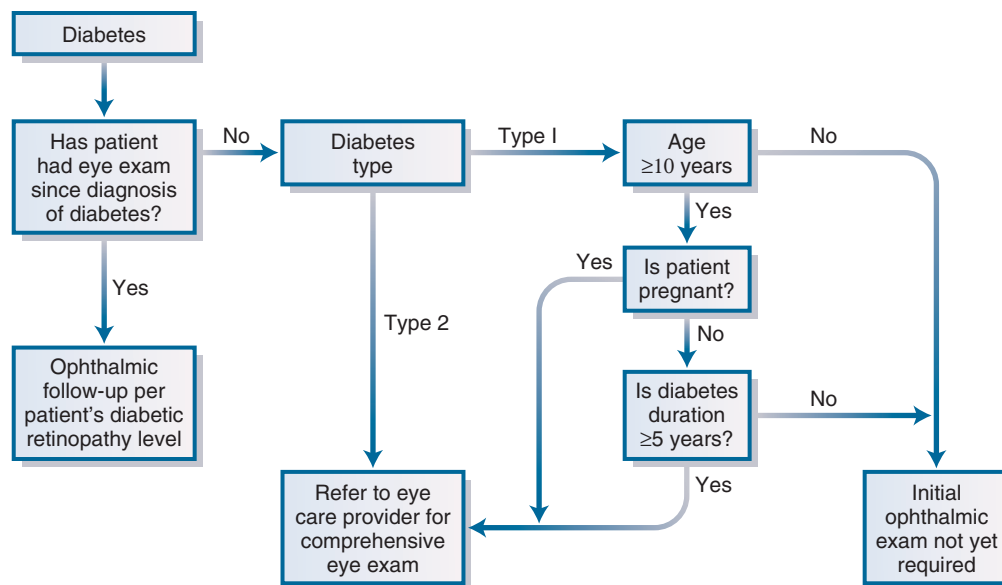 Diabetes
Has patient
had eye exam
since diagnosis
of diabetes?
No
Yes
Ophthalmic
follow-up per
patient's diabetic
retinopathy level
Diabetes
type
Type I
Type 2
Age
≥10 years
No
Yes
Is patient
pregnant?
Yes
No
Is diabetes
duration
≥5 years?
No
Yes
Refer to eye
care provider for
comprehensive
eye exam
Initial
ophthalmic
exam not yet
required